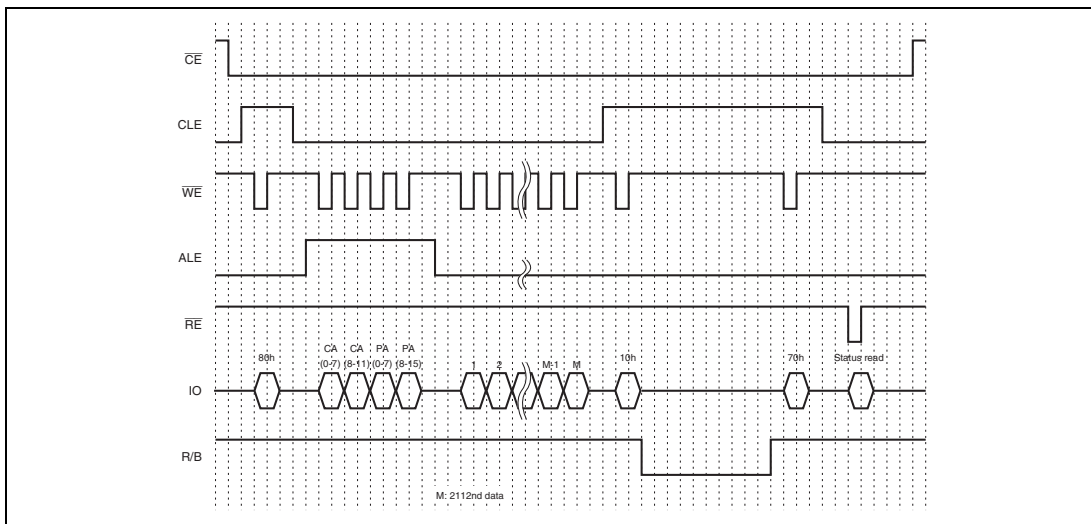 CE
CLE
WE
ALE
RE
CA CA PA PA
80h (0-7) (8-11) (0-7) (8-15) 1 2 M-1 M 10h 70h Status read
IO
R/B
M: 2112nd data